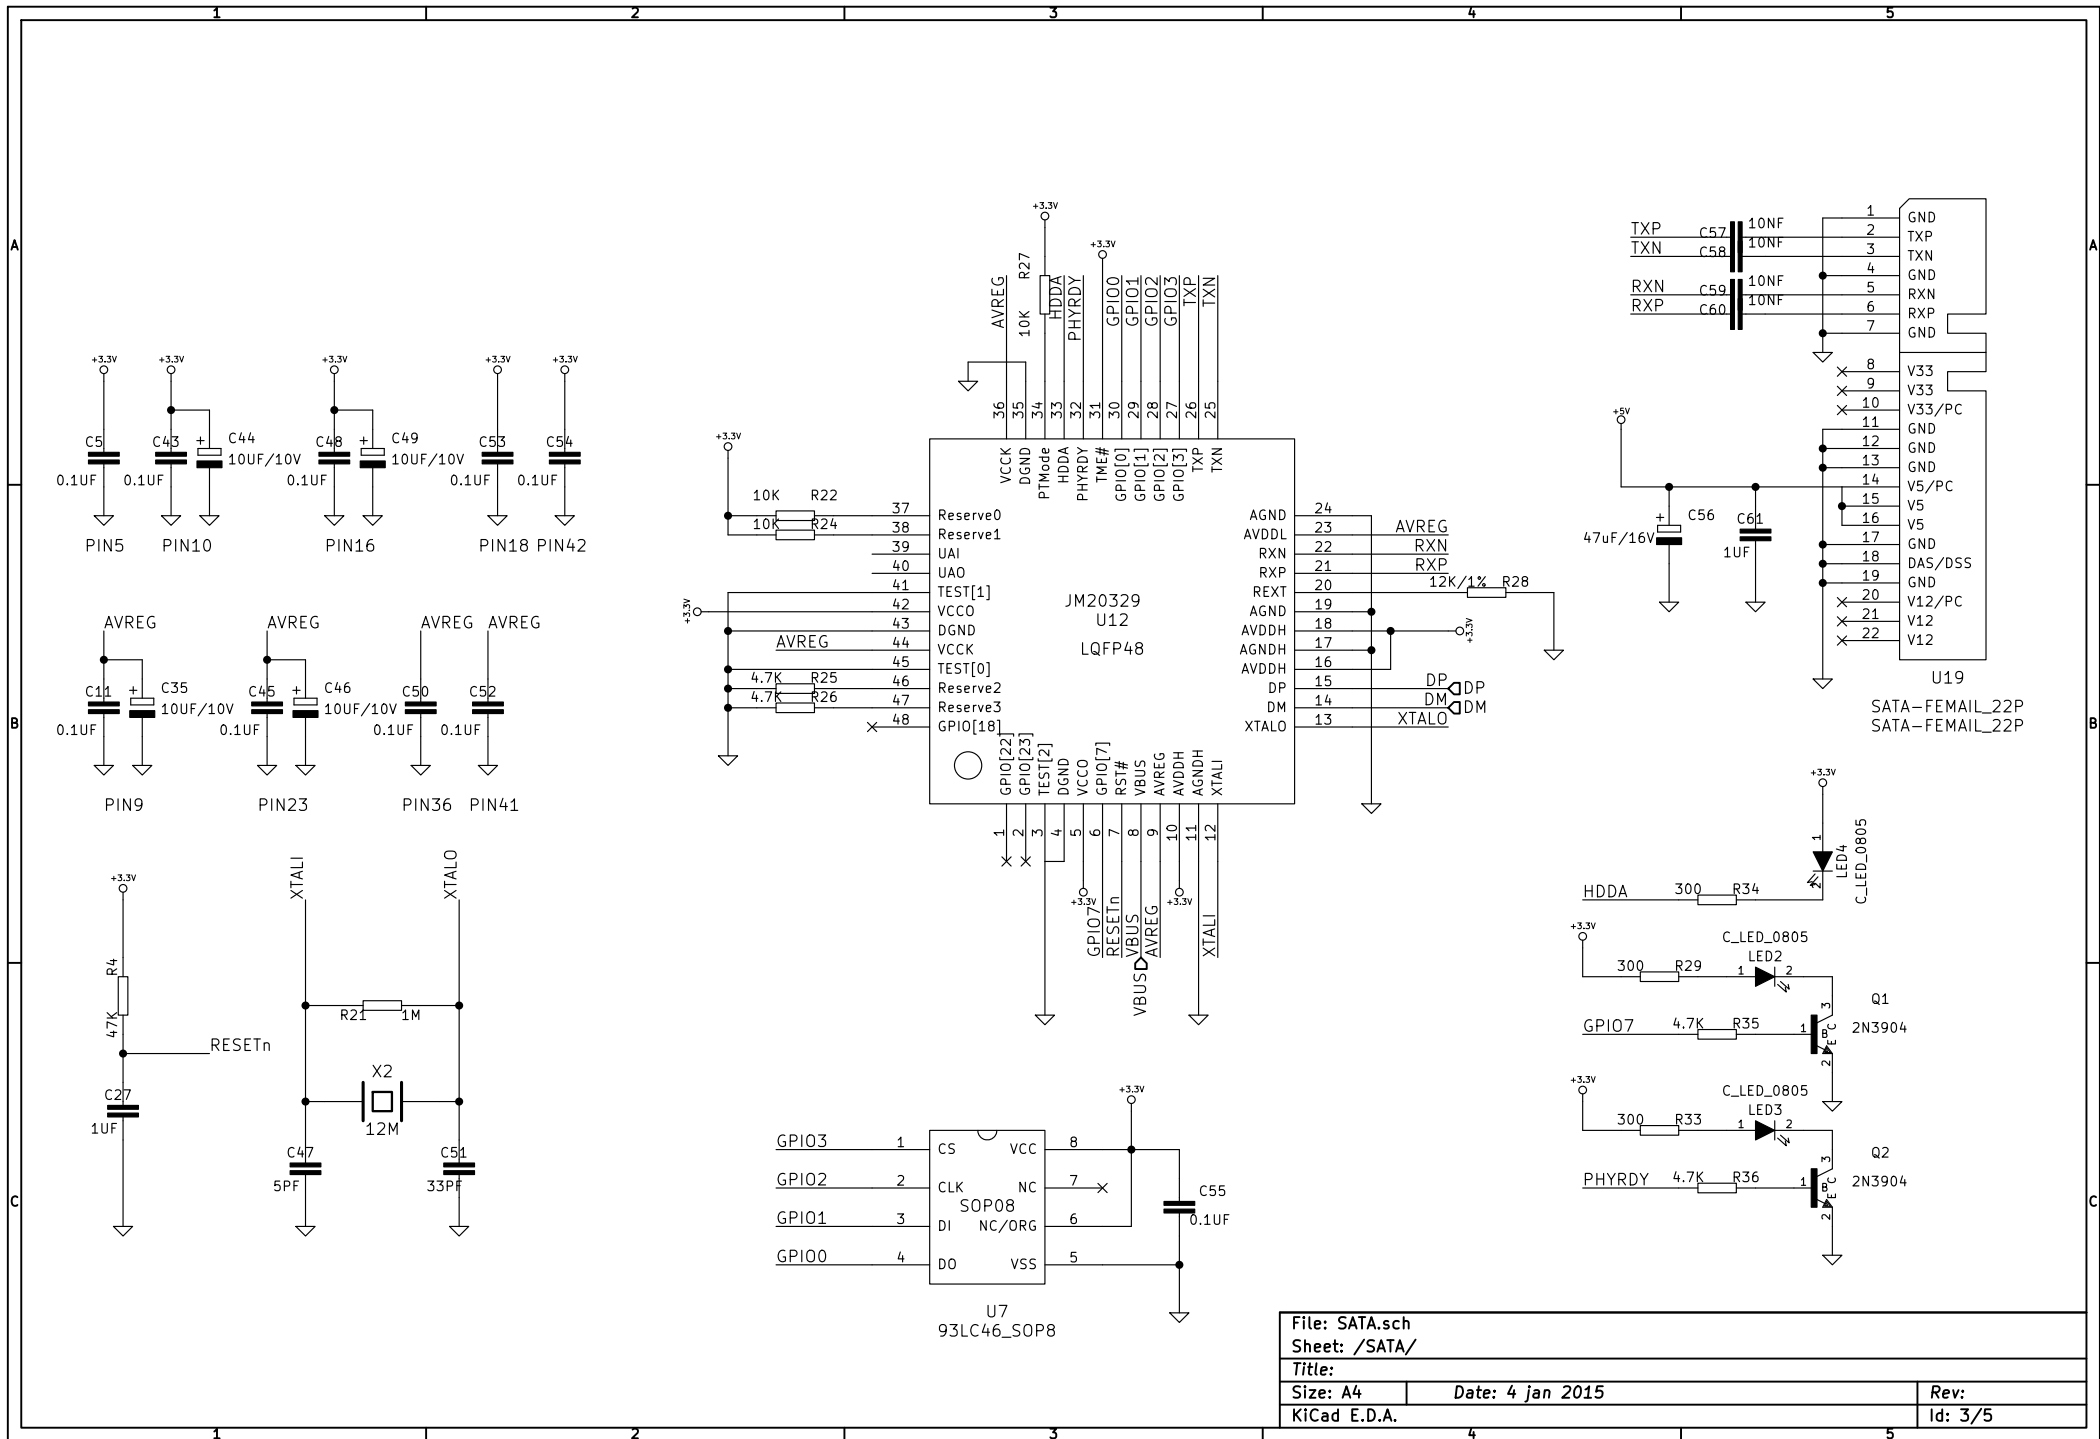 1 2 3 4 5
A
A
B
B
C
C
+3.3V
C5
0.1UF
PIN5
+3.3V
C43
0.1UF
C44
10UF/10V
PIN10
+3.3V
C48
0.1UF
C49
10UF/10V
PIN16
+3.3V
C53
0.1UF
PIN18
+3.3V
C54
0.1UF
PIN42
AVREG
C11
0.1UF
C35
10UF/10V
PIN9
AVREG
C45
0.1UF
C46
10UF/10V
PIN23
AVREG
C50
0.1UF
PIN36
AVREG
C52
0.1UF
PIN41
+3.3V
R4
47K
RESETn
C27
1UF
XTALI
XTALO
R21 1M
X2
12M
C47
5PF
C51
33PF
+3.3V
R27
10K
+3.3V
AVREG
HDDA
PHYRDY
GPIO0
GPIO1
GPIO2
GPIO3
TXP
TXN
36 35 34 33 32 31 30 29 28 27 26 25
VCCK
DGND
PTMode
HDDA
PHYRDY
TME#
GPIO[0]
GPIO[1]
GPIO[2]
GPIO[3]
TXP
TXN
+3.3V
10K R22
10K R24
37 Reserve0
38 Reserve1
39 UAI
40 UAO
41 TEST[1]
+3.3V
42 VCCO
43 DGND
AVREG 44 VCCK
45 TEST[0]
4.7K R25 46 Reserve2
4.7K R26 47 Reserve3
48 GPIO[18]
JM20329
U12
LQFP48
AGND 24
AVDDL 23 AVREG
RXN 22 RXN
RXP 21 RXP
REXT 20 12K/1% R28
AGND 19
AVDDH 18 +3.3V
AGNDH 17
AVDDH 16
DP 15 DP DP
DM 14 DM DM
XTALO 13 XTALO
GPIO[22]
GPIO[23]
TEST[2]
DGND
VCCO
GPIO[7]
RST#
VBUS
AVREG
AVDDH
AGNDH
XTALI
1 2 3 4 5 6 7 8 9 10 11 12
+3.3V
+3.3V
GPIO7
RESETn
VBUS
AVREG
XTALI
VBUS
GPIO3 1 CS
GPIO2 2 CLK
GPIO1 3 DI
GPIO0 4 DO
SOP08
VCC 8
NC 7
NC/ORG 6
VSS 5
+3.3V
C55
0.1UF
U7
93LC46_SOP8
TXP C57 10NF
TXN C58 10NF
RXN C59 10NF
RXP C60 10NF
1 GND
2 TXP
3 TXN
4 GND
5 RXN
6 RXP
7 GND
8 V33
9 V33
10 V33/PC
11 GND
12 GND
13 GND
14 V5/PC
15 V5
16 V5
17 GND
18 DAS/DSS
19 GND
20 V12/PC
21 V12
22 V12
+5V
C56
47uF/16V
C61
1UF
U19
SATA-FEMAIL_22P
SATA-FEMAIL_22P
+3.3V
1
2
LED4
C_LED_0805
HDDA 300 R34
+3.3V
C_LED_0805
LED2
300 R29 1 2
GPIO7 4.7K R35 1
B C E
3
2
Q1
2N3904
+3.3V
C_LED_0805
LED3
300 R33 1 2
PHYRDY 4.7K R36 1
B C E
3
2
Q2
2N3904
File: SATA.sch
Sheet: /SATA/
Title:
Size: A4 Date: 4 jan 2015 Rev:
KiCad E.D.A. Id: 3/5
1 2 3 4 5